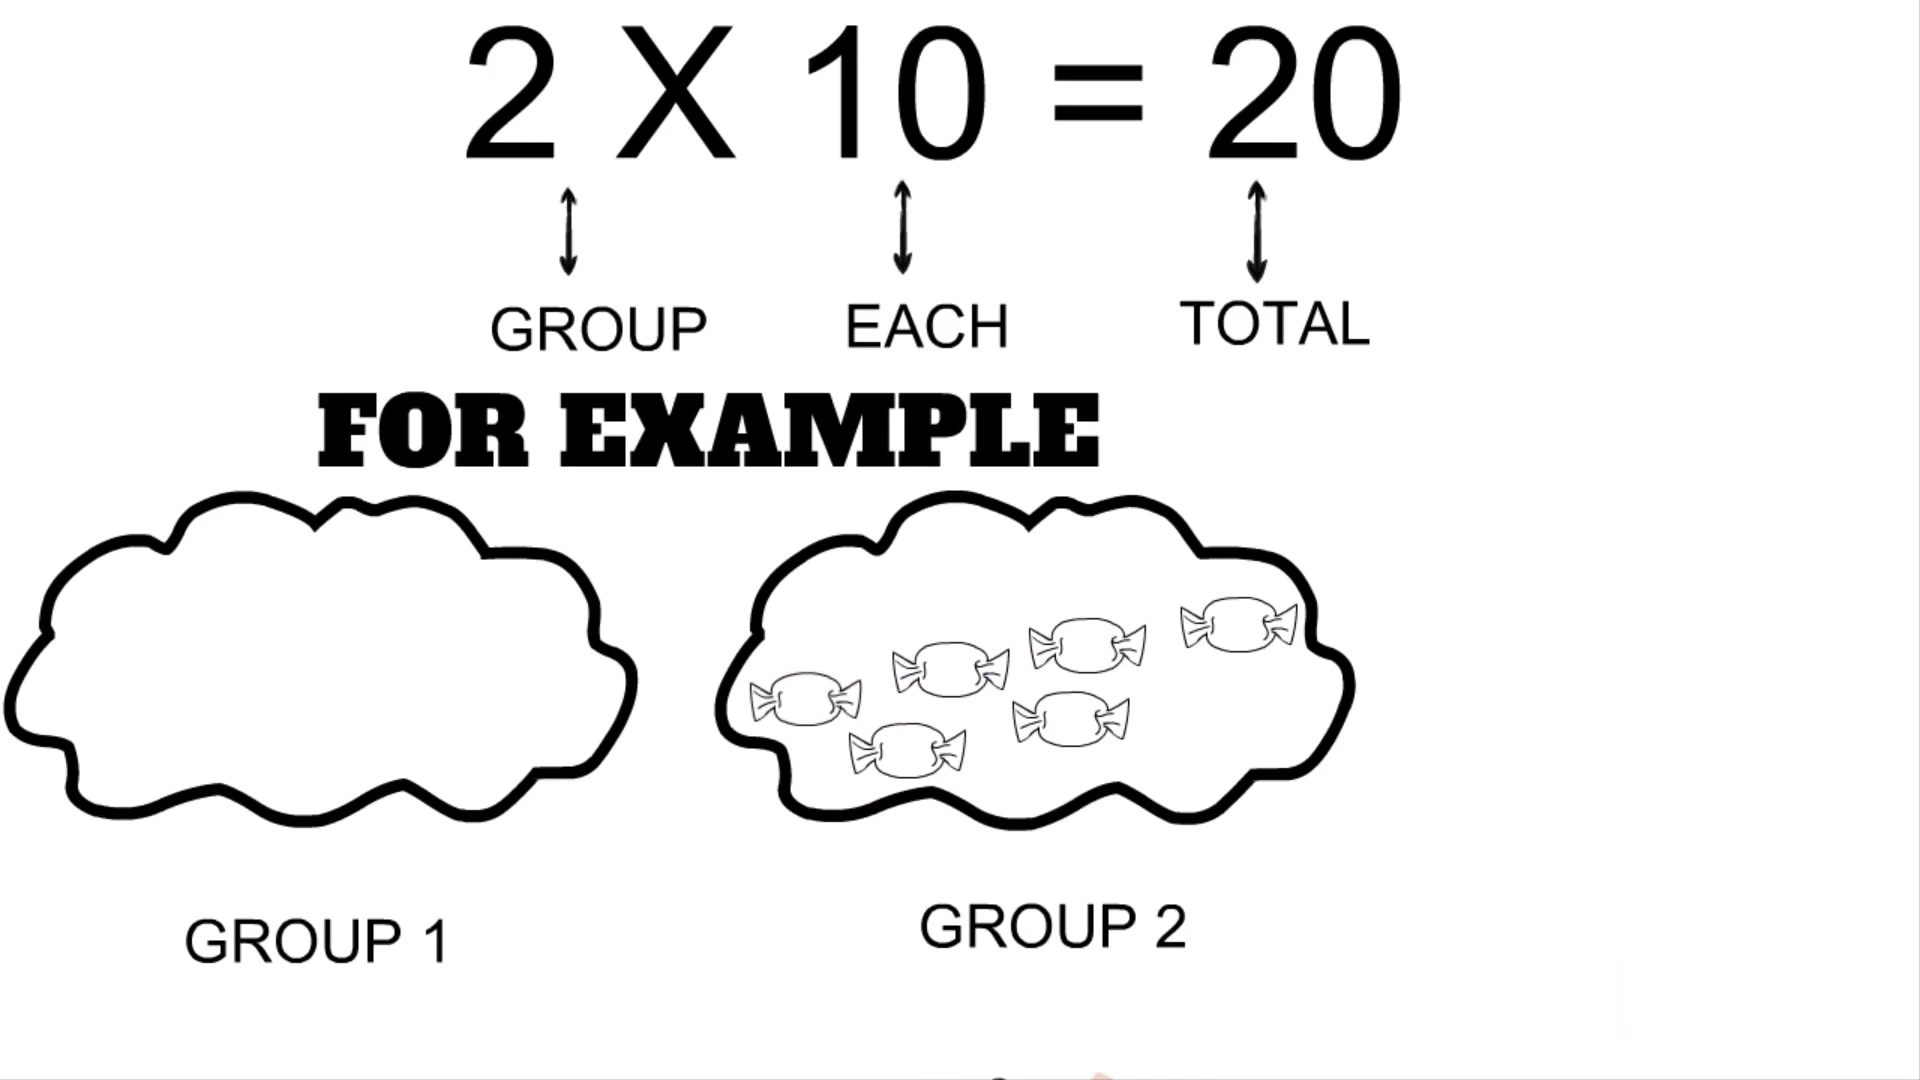 2 X 10 = 20
GROUP EACH TOTAL
FOR EXAMPLE
GROUP 1 GROUP 2